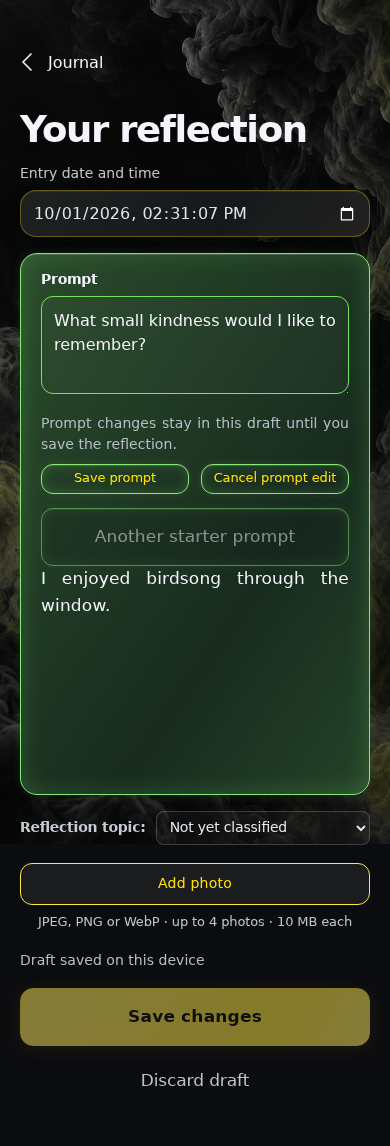 Journal
Your reflection
Entry date and time
10/01/2026, 02:31:07 PM
Prompt
What small kindness would I like to
remember?
Prompt changes stay in this draft until you
save the reflection.
Save prompt
Cancel prompt edit
Another starter prompt
I enjoyed birdsong through the
window.
Reflection topic:
Not yet classified
Add photo
JPEG, PNG or WebP · up to 4 photos · 10 MB each
Draft saved on this device
Save changes
Discard draft